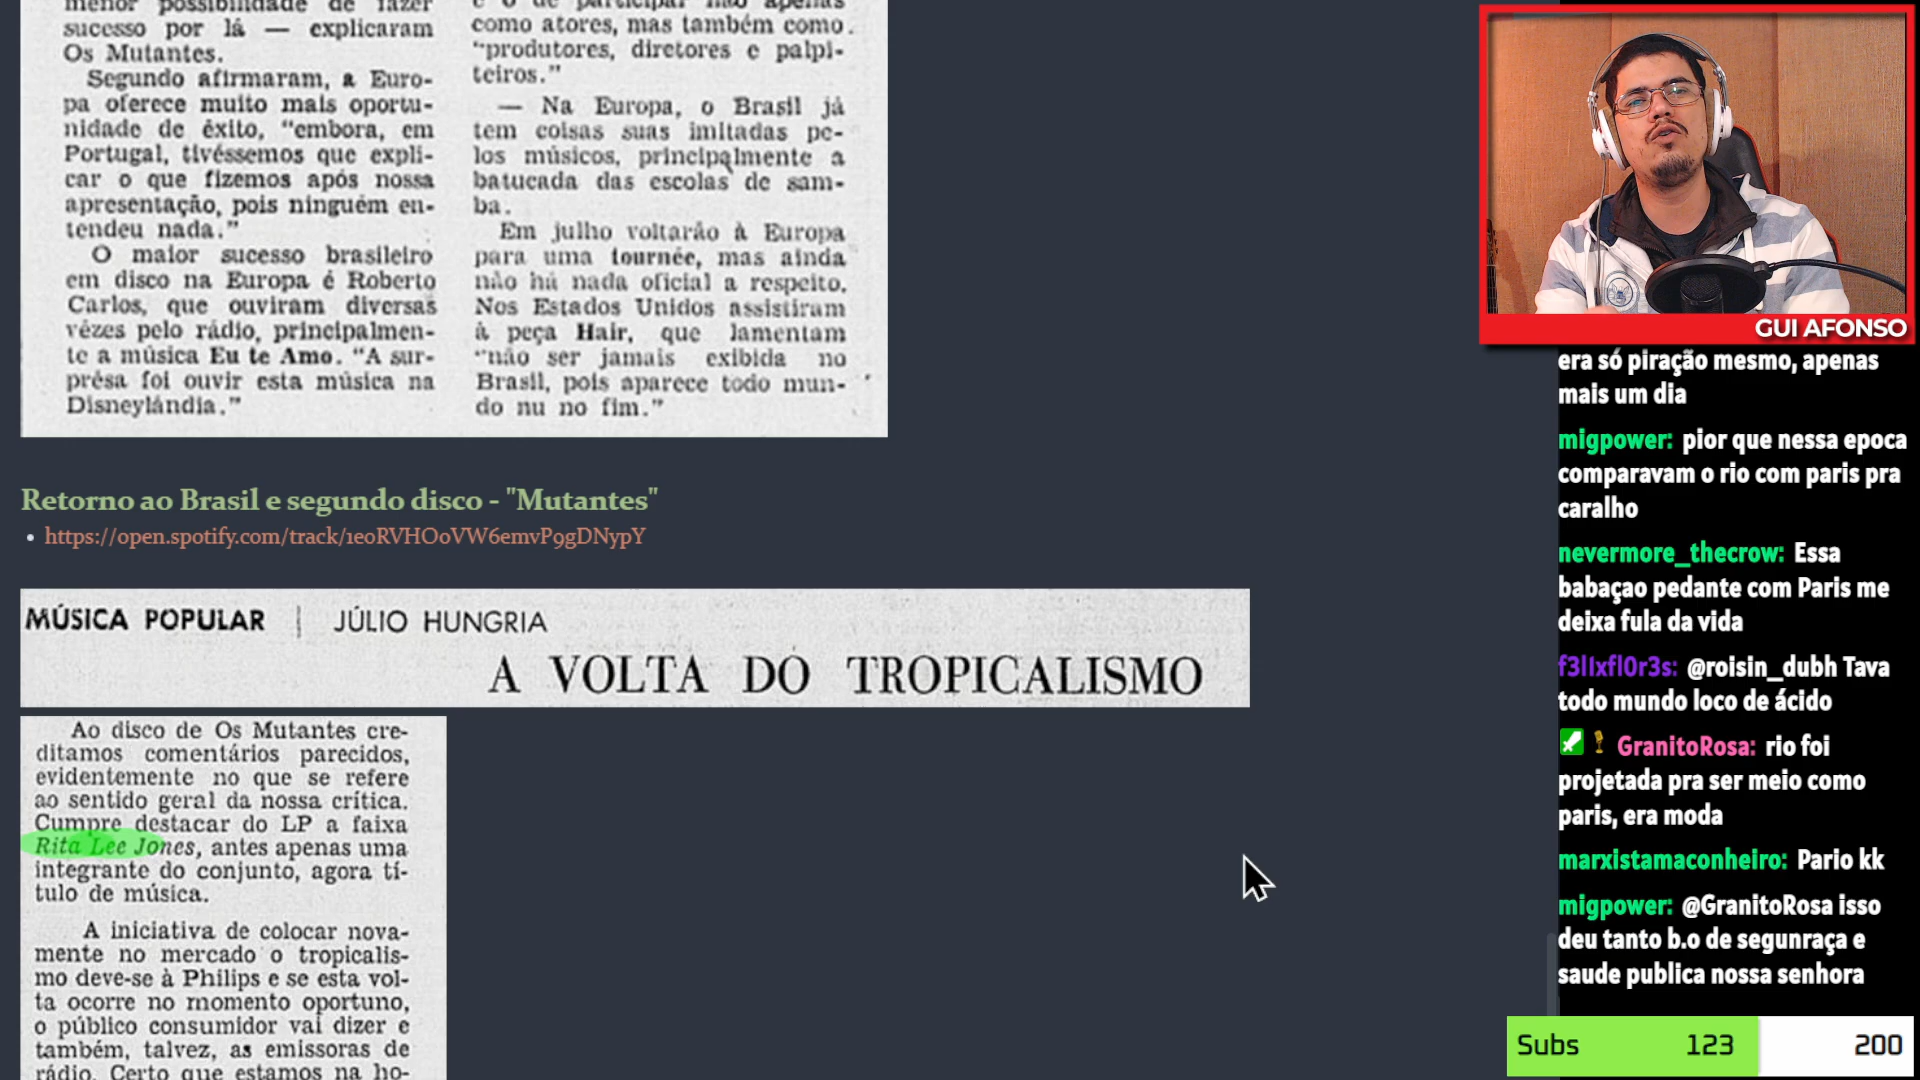 menor possibilidade de fazer
sucesso por lá — explicaram
Os Mutantes.
Segundo afirmaram, a Euro-
pa oferece muito mais oportu-
nidade de êxito, "embora, em
Portugal, tivéssemos que expli-
car o que fizemos após nossa
apresentação, pois ninguém en-
tendeu nada."
O maior sucesso brasileiro
em disco na Europa é Roberto
Carlos, que ouviram diversas
vêzes pelo rádio, principalmen-
te a música Eu te Amo. "A sur-
prêsa foi ouvir esta música na
Disneylândia."
e o de participar não apenas
como atores, mas também como
"produtores, diretores e palpi-
teiros."
— Na Europa, o Brasil já
tem coisas suas imitadas pe-
los músicos, principalmente a
batucada das escolas de sam-
ba.
Em julho voltarão à Europa
para uma tournée, mas ainda
não há nada oficial a respeito.
Nos Estados Unidos assistiram
à peça Hair, que lamentam
"não ser jamais exibida no
Brasil, pois aparece todo mun-
do nu no fim."
Retorno ao Brasil e segundo disco - "Mutantes"
• https://open.spotify.com/track/1e0RVHO0VW6emvP9gDNypY
MÚSICA POPULAR | JÚLIO HUNGRIA
A VOLTA DO TROPICALISMO
Ao disco de Os Mutantes cre-
ditamos comentários parecidos,
evidentemente no que se refere
ao sentido geral da nossa crítica.
Cumpre destacar do LP a faixa
Rita Lee Jones, antes apenas uma
integrante do conjunto, agora tí-
tulo de música.
A iniciativa de colocar nova-
mente no mercado o tropicalis-
mo deve-se à Philips e se esta vol-
ta ocorre no momento oportuno,
o público consumidor vai dizer e
também, talvez, as emissoras de
rádio. Certo que estamos na ho-
GUI AFONSO
era só piração mesmo, apenas
mais um dia
migpower: pior que nessa epoca
comparavam o rio com paris pra
caralho
nevermore_thecrow: Essa
babaçao pedante com Paris me
deixa fula da vida
f3l1xfl0r3s: @roisin_dubh Tava
todo mundo loco de ácido
GranitoRosa: rio foi
projetada pra ser meio como
paris, era moda
marxistamaconheiro: Pario kk
migpower: @GranitoRosa isso
deu tanto b.o de segunraça e
saude publica nossa senhora
Subs 123 200